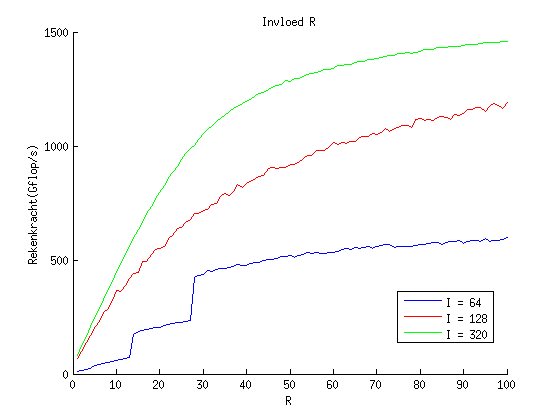 Invloed R
Rekenkracht(Gflop/s)
1500
1000
500
0
0 10 20 30 40 50 60 70 80 90 100
R
I = 64
I = 128
I = 320